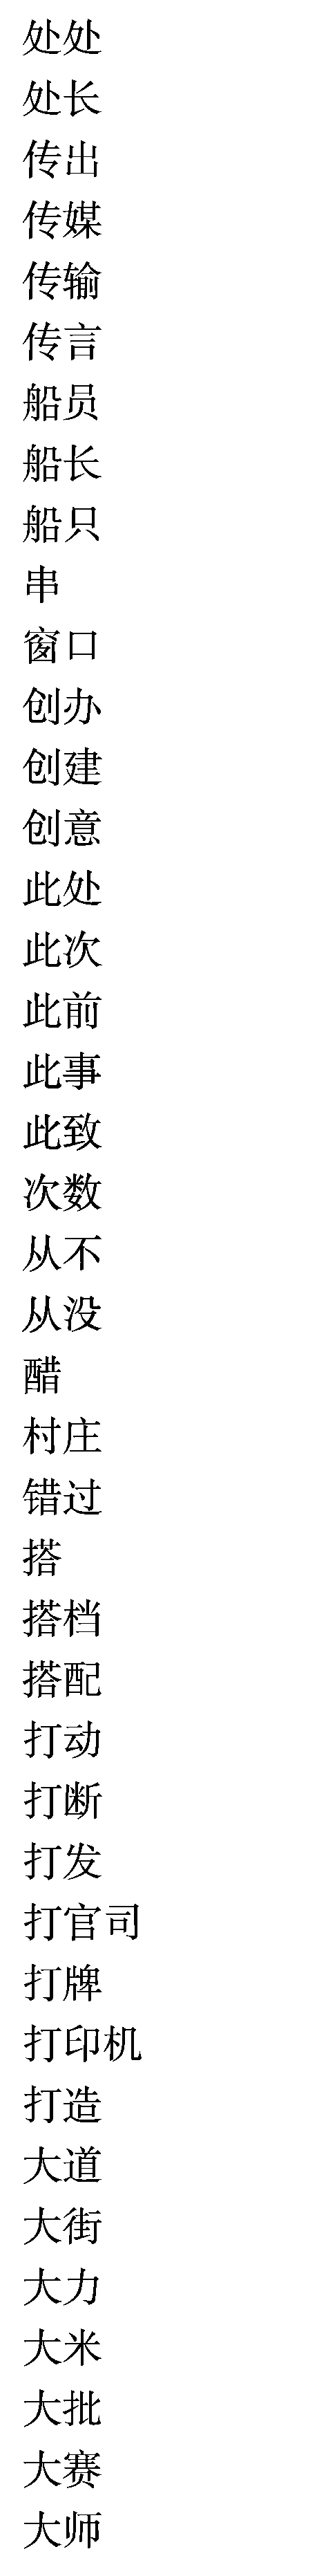 处处
处长
传出
传媒
传输
传言
船员
船长
船只
串
窗口
创办
创建
创意
此处
此次
此前
此事
此致
次数
从不
从没
醋
村庄
错过
搭
搭档
搭配
打动
打断
打发
打官司
打牌
打印机
打造
大道
大街
大力
大米
大批
大赛
大师